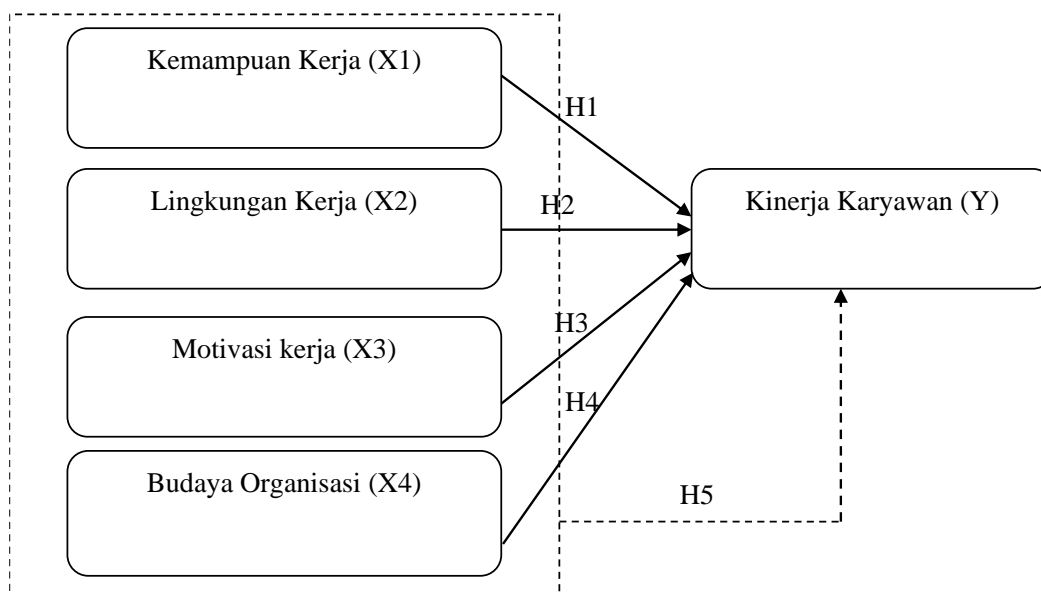 Kemampuan Kerja (X1)
H1
Lingkungan Kerja (X2)
H2
Kinerja Karyawan (Y)
Motivasi kerja (X3)
H3
H4
Budaya Organisasi (X4)
H5